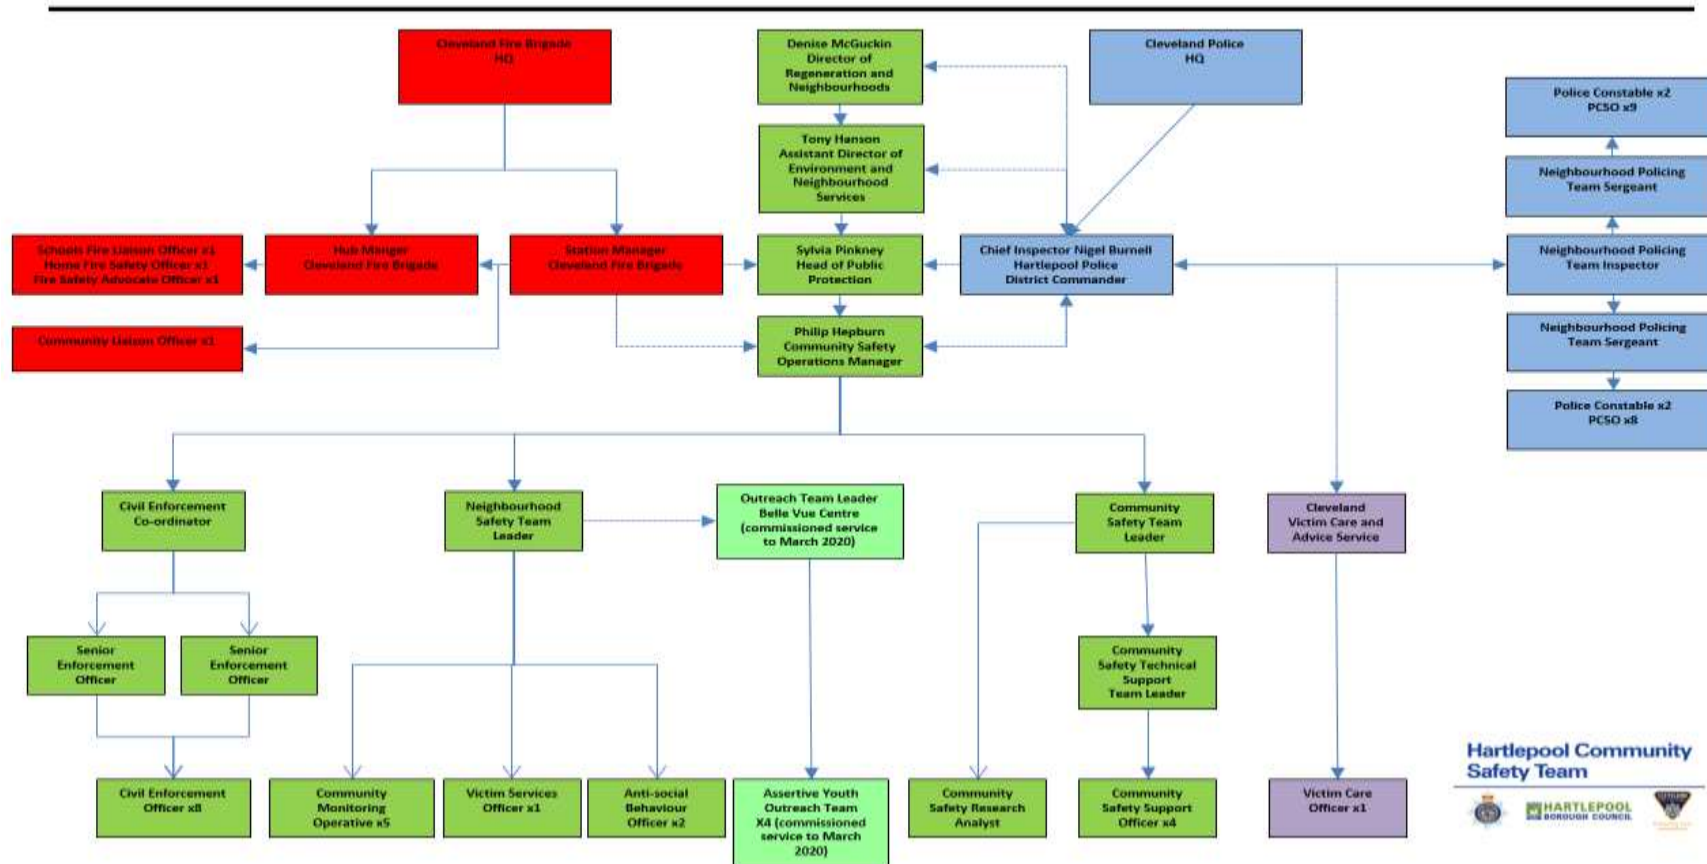 Cleveland Fire Brigade
HQ
Denise McGuckin
Director of
Regeneration and
Neighbourhoods
Cleveland Police
HQ
Police Constable x2
PCSO x9
Tony Hanson
Assistant Director of
Environment and
Neighbourhood
Services
Neighbourhood Policing
Team Sergeant
Schools Fire Liaison Officer x1
Home Fire Safety Officer x1
Fire Safety Advocate Officer x1
Hub Manger
Cleveland Fire Brigade
Station Manager
Cleveland Fire Brigade
Sylvia Pinkney
Head of Public
Protection
Chief Inspector Nigel Burnell
Hartlepool Police
District Commander
Neighbourhood Policing
Team Inspector
Community Liaison Officer x1
Philip Hepburn
Community Safety
Operations Manager
Neighbourhood Policing
Team Sergeant
Police Constable x2
PCSO x8
Civil Enforcement
Co-ordinator
Neighbourhood
Safety Team
Leader
Outreach Team Leader
Belle Vue Centre
(commissioned service
to March 2020)
Community
Safety Team
Leader
Cleveland
Victim Care and
Advice Service
Senior
Enforcement
Officer
Senior
Enforcement
Officer
Community
Safety Technical
Support
Team Leader
Civil Enforcement
Officer x8
Community
Monitoring
Operative x5
Victim Services
Officer x1
Anti-social
Behaviour
Officer x2
Assertive Youth
Outreach Team
X4 (commissioned
service to March
2020)
Community
Safety Research
Analyst
Community
Safety Support
Officer x4
Victim Care
Officer x1
Hartlepool Community
Safety Team
HARTLEPOOL
BOROUGH COUNCIL